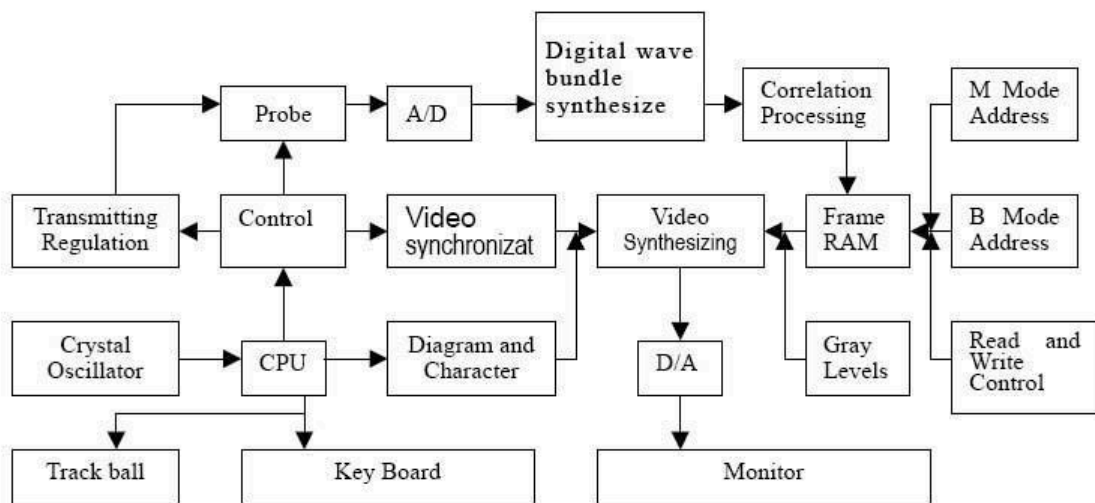 Digital wave
bundle
synthesize
Probe
A/D
Correlation
Processing
M Mode
Address
Transmitting
Regulation
Control
Video
synchronizat
Video
Synthesizing
Frame
RAM
B Mode
Address
Crystal
Oscillator
CPU
Diagram and
Character
D/A
Gray
Levels
Read and
Write
Control
Track ball
Key Board
Monitor